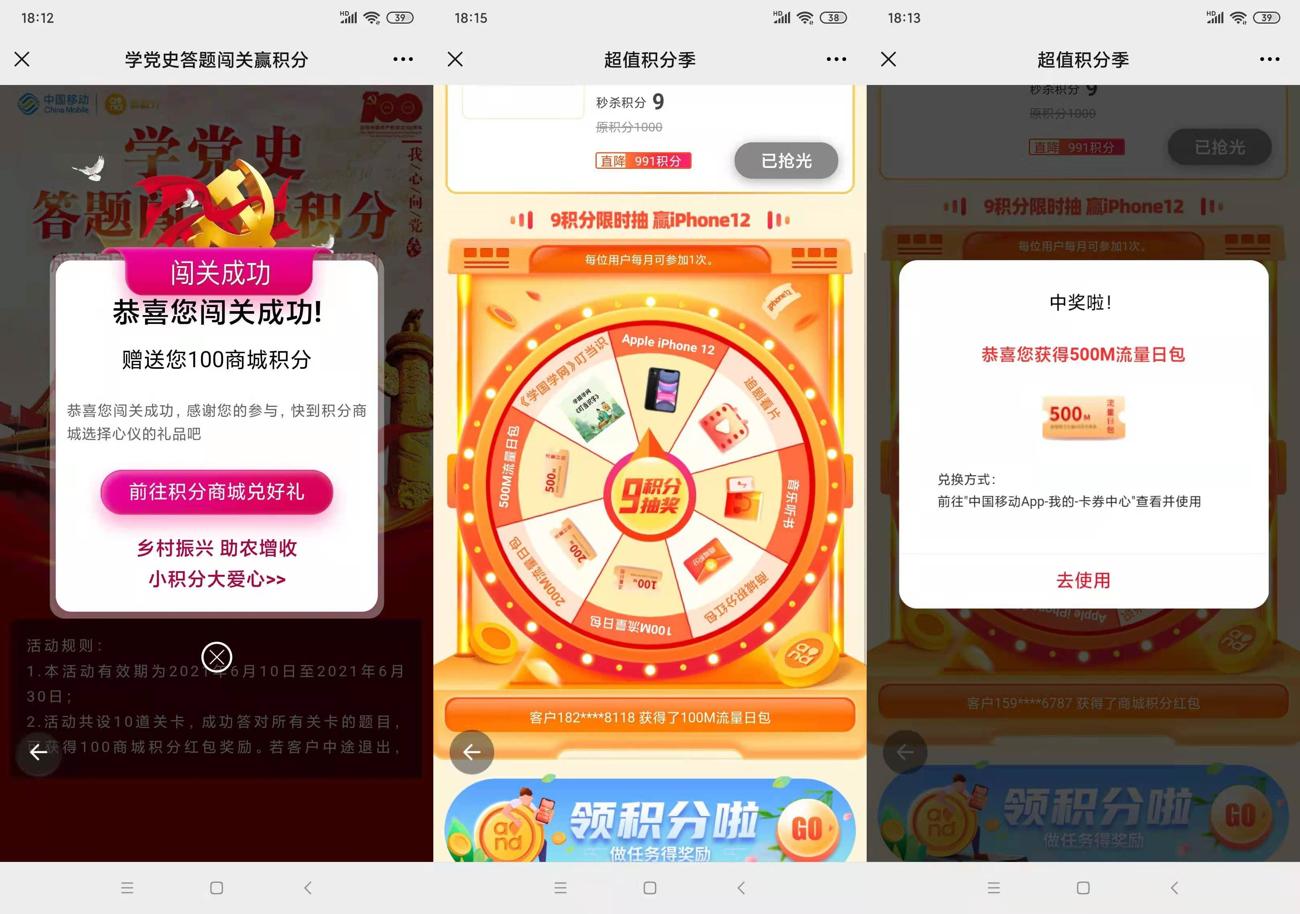 18:12
HD
39
学党史答题闯关赢积分
中国移动
China Mobile
100
学党史
答题闯
积分
我心向党
闯关成功
恭喜您闯关成功!
赠送您100商城积分
恭喜您闯关成功, 感谢您的参与, 快到积分商
城选择心仪的礼品吧
前往积分商城兑好礼
乡村振兴 助农增收
小积分大爱心>>
活动规则:
1.本活动有效期为2021年6月10日至2021年6月
30日;
2.活动共设10道关卡, 成功答对所有关卡的题目,
获得100商城积分红包奖励。若客户中途退出,
18:15
HD
38
超值积分季
秒杀积分 9
原积分1000
直降 991积分
已抢光
9积分限时抽 赢iPhone12
每位用户每月可参加1次。
iphone12
Apple iPhone 12
追剧看片
音乐听书
商城积分红包
100M流量日包
100M
200M流量日包
200M
500M流量日包
500M
《学国学网》叮当识
9积分
抽奖
客户182****8118 获得了100M流量日包
and
领积分啦
做任务得奖励
GO
18:13
HD
39
超值积分季
秒杀积分 9
原积分1000
直降 991积分
已抢光
9积分限时抽 赢iPhone12
每位用户每月可参加1次。
中奖啦!
恭喜您获得500M流量日包
500M
流量日包
兑换方式:
前往"中国移动App-我的-卡券中心"查看并使用
去使用
Apple iPhone 12
客户159****6787 获得了商城积分红包
领积分啦
做任务得奖励
GO